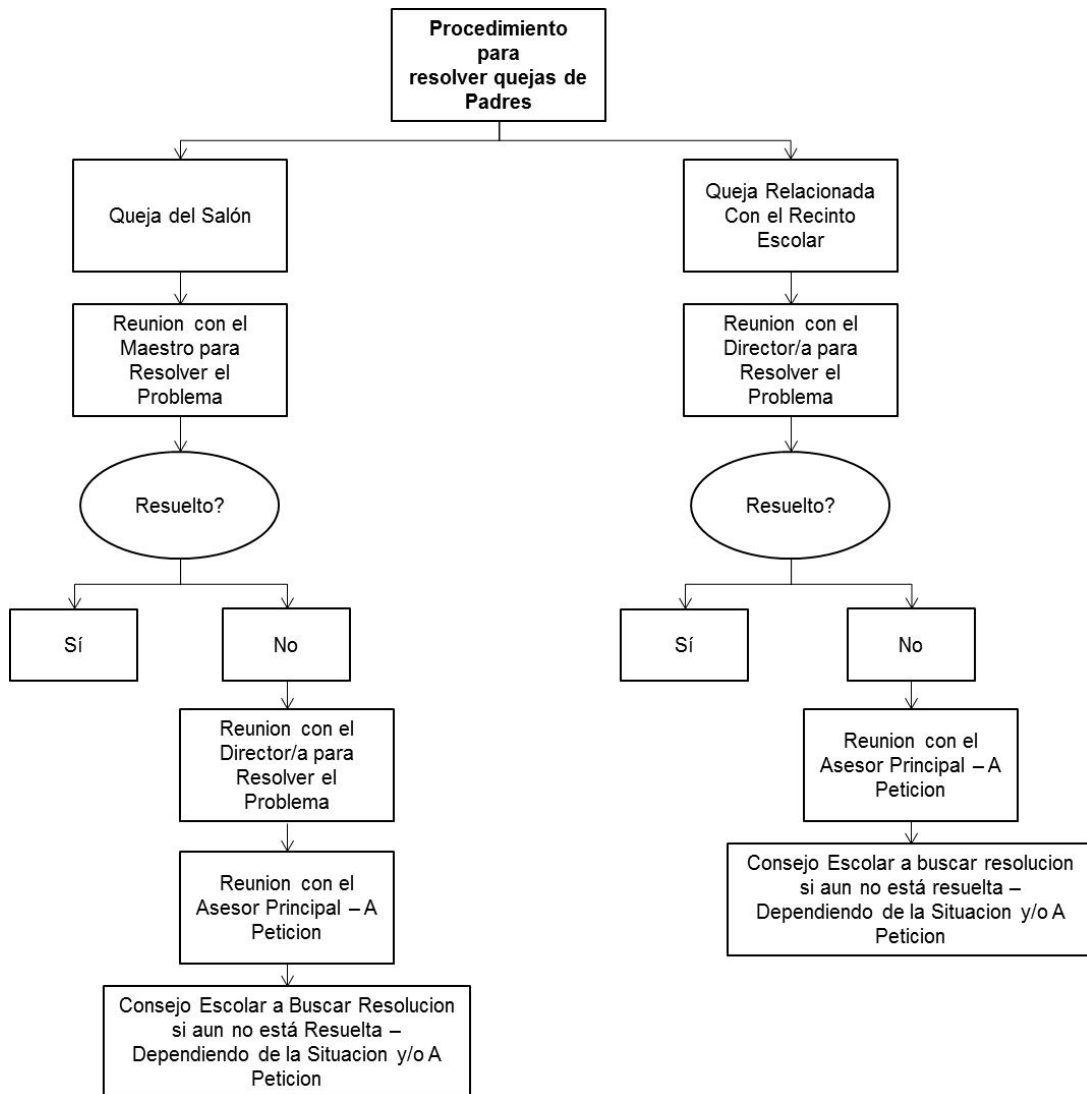 Procedimiento
para
resolver quejas de
Padres
Queja del Salón
Queja Relacionada
Con el Recinto
Escolar
Reunion con el
Maestro para
Resolver el
Problema
Reunion con el
Director/a para
Resolver el
Problema
Resuelto?
Resuelto?
Sí
No
Sí
No
Reunion con el
Director/a para
Resolver el
Problema
Reunion con el
Asesor Principal – A
Peticion
Reunion con el
Asesor Principal – A
Peticion
Consejo Escolar a buscar resolucion
si aun no está resuelta –
Dependiendo de la Situacion y/o A
Peticion
Consejo Escolar a Buscar Resolucion
si aun no está Resuelta –
Dependiendo de la Situacion y/o A
Peticion